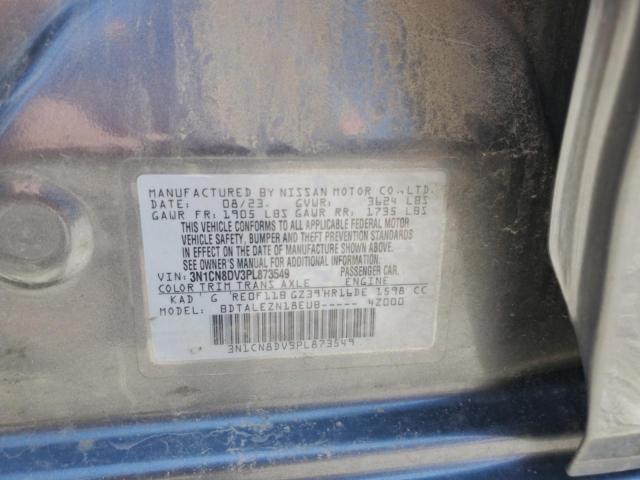 MANUFACTURED BY NISSAN MOTOR CO., LTD.
DATE: 08/23. GVWR: 3624 LBS
GAWR FR: 1905 LBS GAWR RR: 1735 LBS
THIS VEHICLE CONFORMS TO ALL APPLICABLE FEDERAL MOTOR
VEHICLE SAFETY, BUMPER AND THEFT PREVENTION STANDARDS
IN EFFECT ON THE DATE OF MANUFACTURE SHOWN ABOVE.
SEE OWNER'S MANUAL FOR ADDITIONAL INFORMATION.
VIN: 3N1CN8DV3PL873549 PASSENGER CAR.
COLOR TRIM TRANS AXLE ENGINE
KAD G RE0F11B GZ39 HR16DE 1598 CC
MODEL: BDTALEZN18EUB----- 4Z000
3N1CN8DV3PL873549